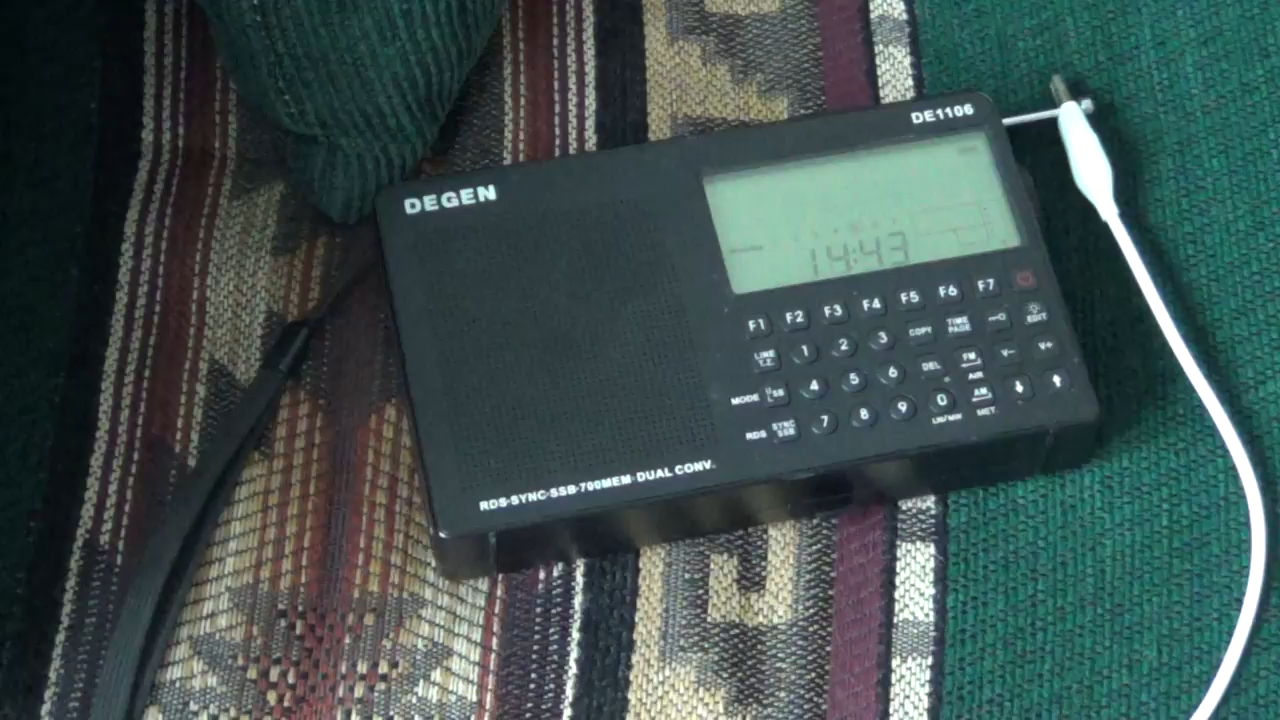 DE1106
DEGEN
14:43
F1 F2 F3 F4 F5 F6 F7
LINE T.Z. 1 2 3 COPY TIME PAGE EDIT
MODE U L SB 4 5 6 DEL FM AIR V- V+
RDS SYNC SSB 7 8 9 0 LW/MW AM MET.
RDS·SYNC·SSB·700MEM·DUAL CONV.